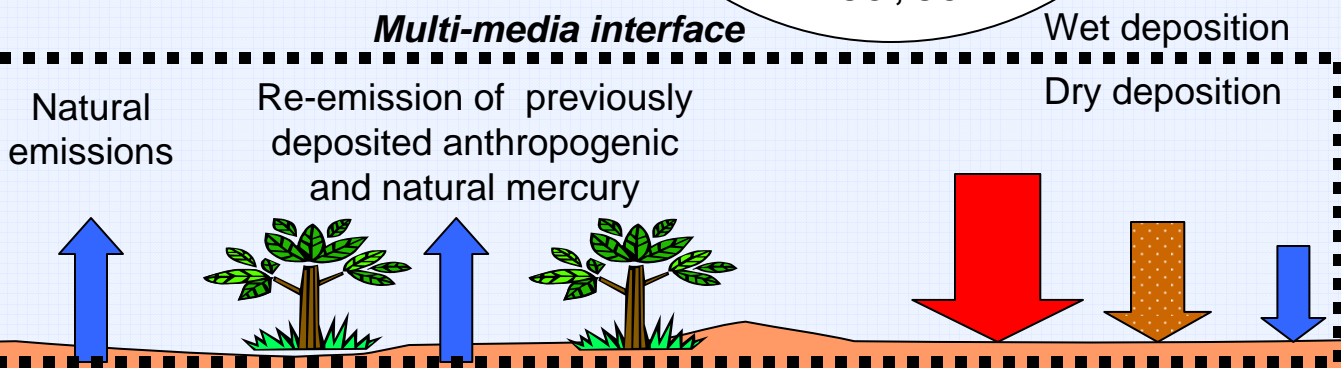 Multi-media interface
Wet deposition
Dry deposition
Natural
emissions
Re-emission of previously
deposited anthropogenic
and natural mercury